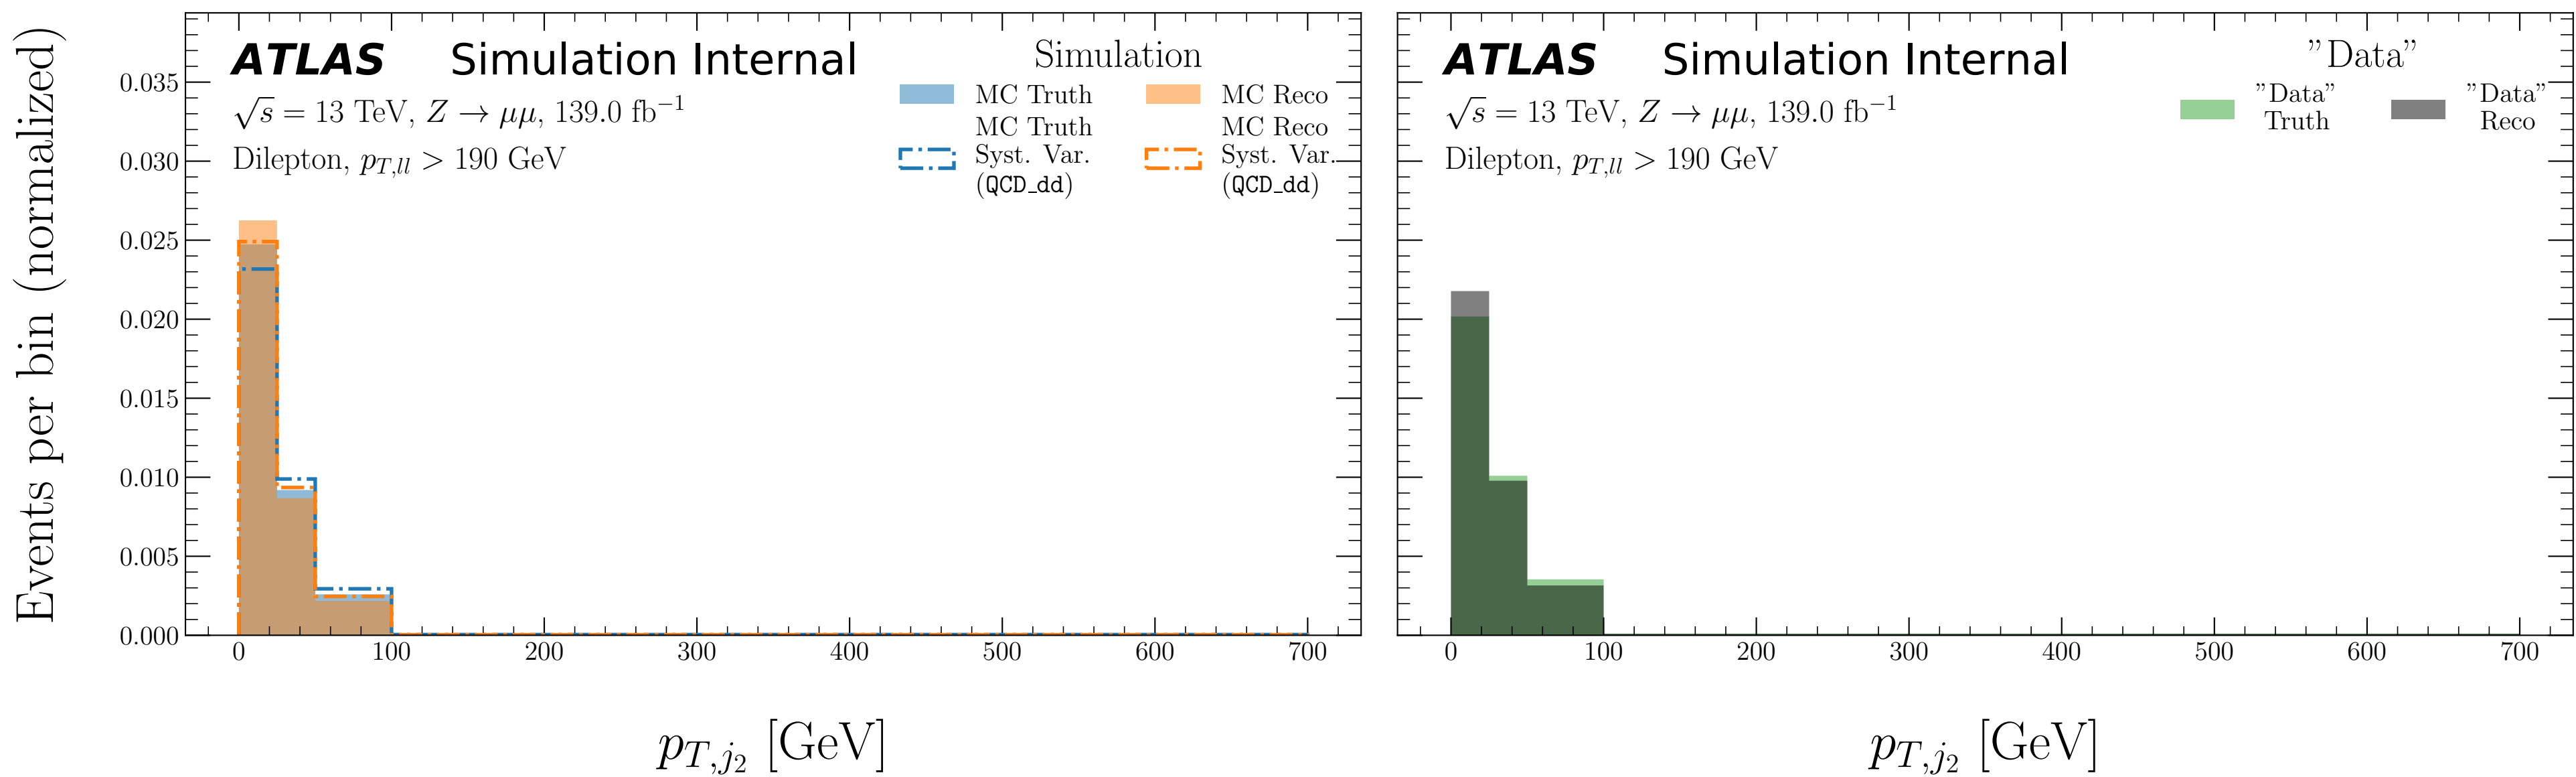 Events per bin (normalized)
0.035
0.030
0.025
0.020
0.015
0.010
0.005
0.000
ATLAS Simulation Internal
√s = 13 TeV, Z → μμ, 139.0 fb⁻¹
Dilepton, p_{T,ll} > 190 GeV
Simulation
MC Truth
MC Truth
Syst. Var.
(QCD_dd)
MC Reco
MC Reco
Syst. Var.
(QCD_dd)
0 100 200 300 400 500 600 700
p_{T,j₂} [GeV]
ATLAS Simulation Internal
√s = 13 TeV, Z → μμ, 139.0 fb⁻¹
Dilepton, p_{T,ll} > 190 GeV
"Data"
"Data"
Truth
"Data"
Reco
0 100 200 300 400 500 600 700
p_{T,j₂} [GeV]